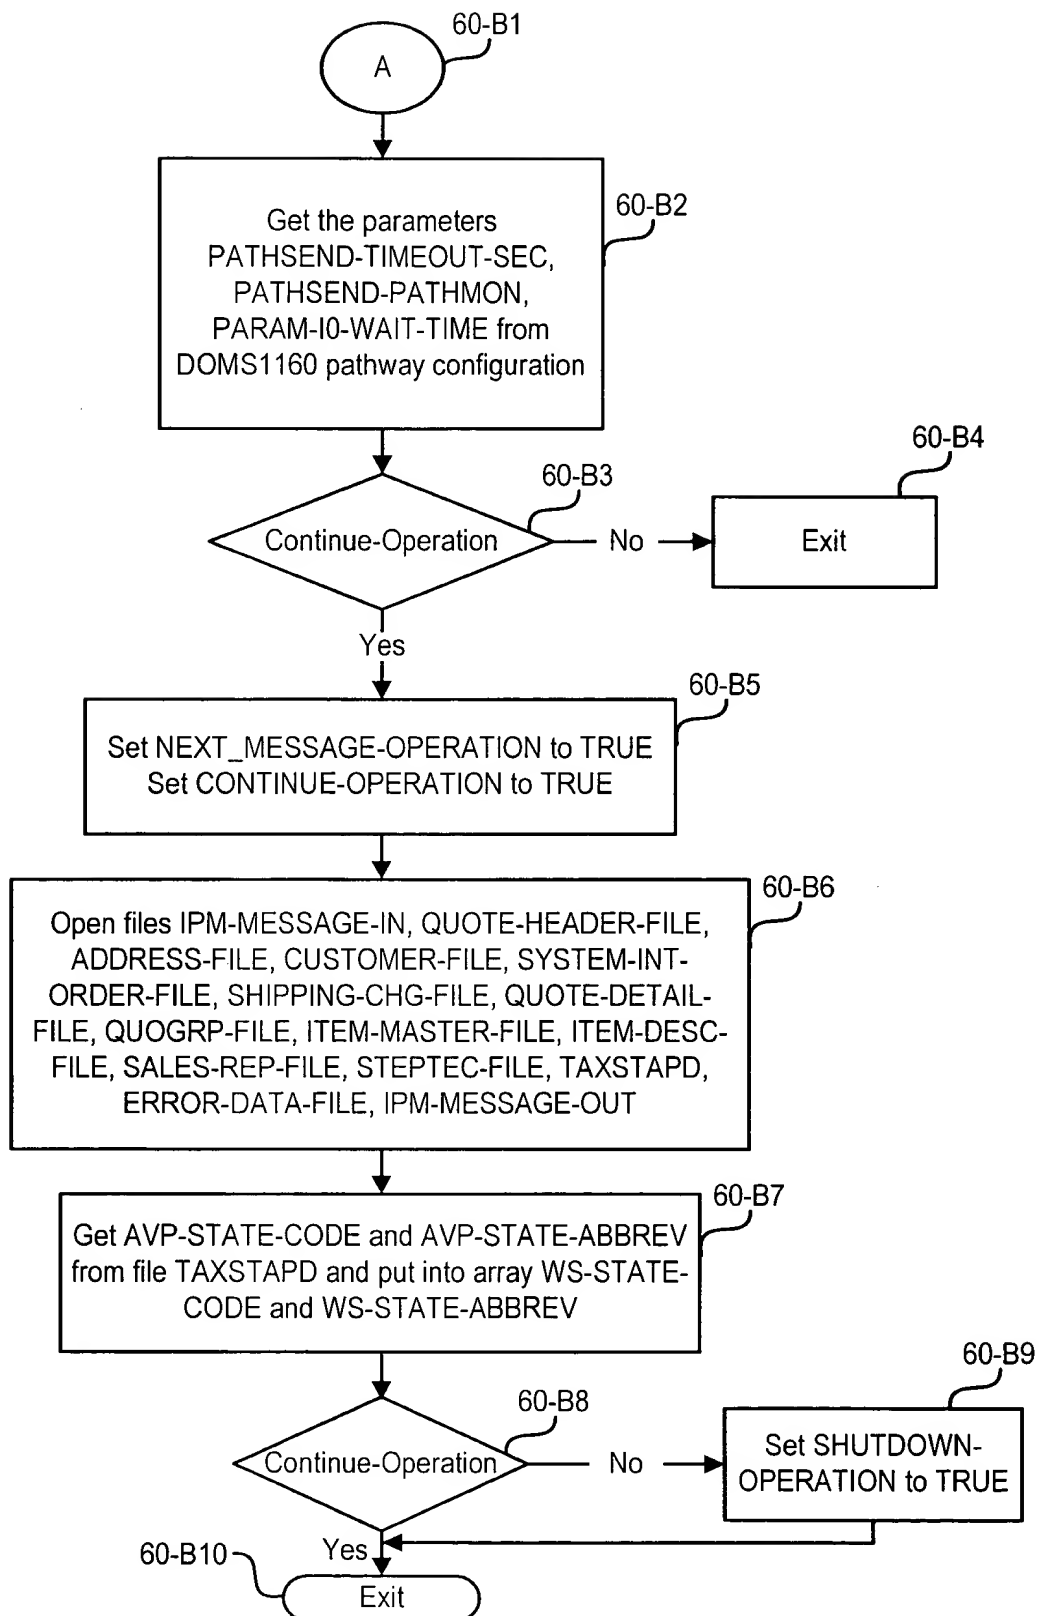 60-B1
A
60-B2
Get the parameters
PATHSEND-TIMEOUT-SEC,
PATHSEND-PATHMON,
PARAM-I0-WAIT-TIME from
DOMS1160 pathway configuration
60-B3
Continue-Operation
No
60-B4
Exit
Yes
60-B5
Set NEXT_MESSAGE-OPERATION to TRUE
Set CONTINUE-OPERATION to TRUE
60-B6
Open files IPM-MESSAGE-IN, QUOTE-HEADER-FILE,
ADDRESS-FILE, CUSTOMER-FILE, SYSTEM-INT-
ORDER-FILE, SHIPPING-CHG-FILE, QUOTE-DETAIL-
FILE, QUOGRP-FILE, ITEM-MASTER-FILE, ITEM-DESC-
FILE, SALES-REP-FILE, STEPTEC-FILE, TAXSTAPD,
ERROR-DATA-FILE, IPM-MESSAGE-OUT
60-B7
Get AVP-STATE-CODE and AVP-STATE-ABBREV
from file TAXSTAPD and put into array WS-STATE-
CODE and WS-STATE-ABBREV
60-B8
Continue-Operation
No
60-B9
Set SHUTDOWN-
OPERATION to TRUE
Yes
60-B10
Exit